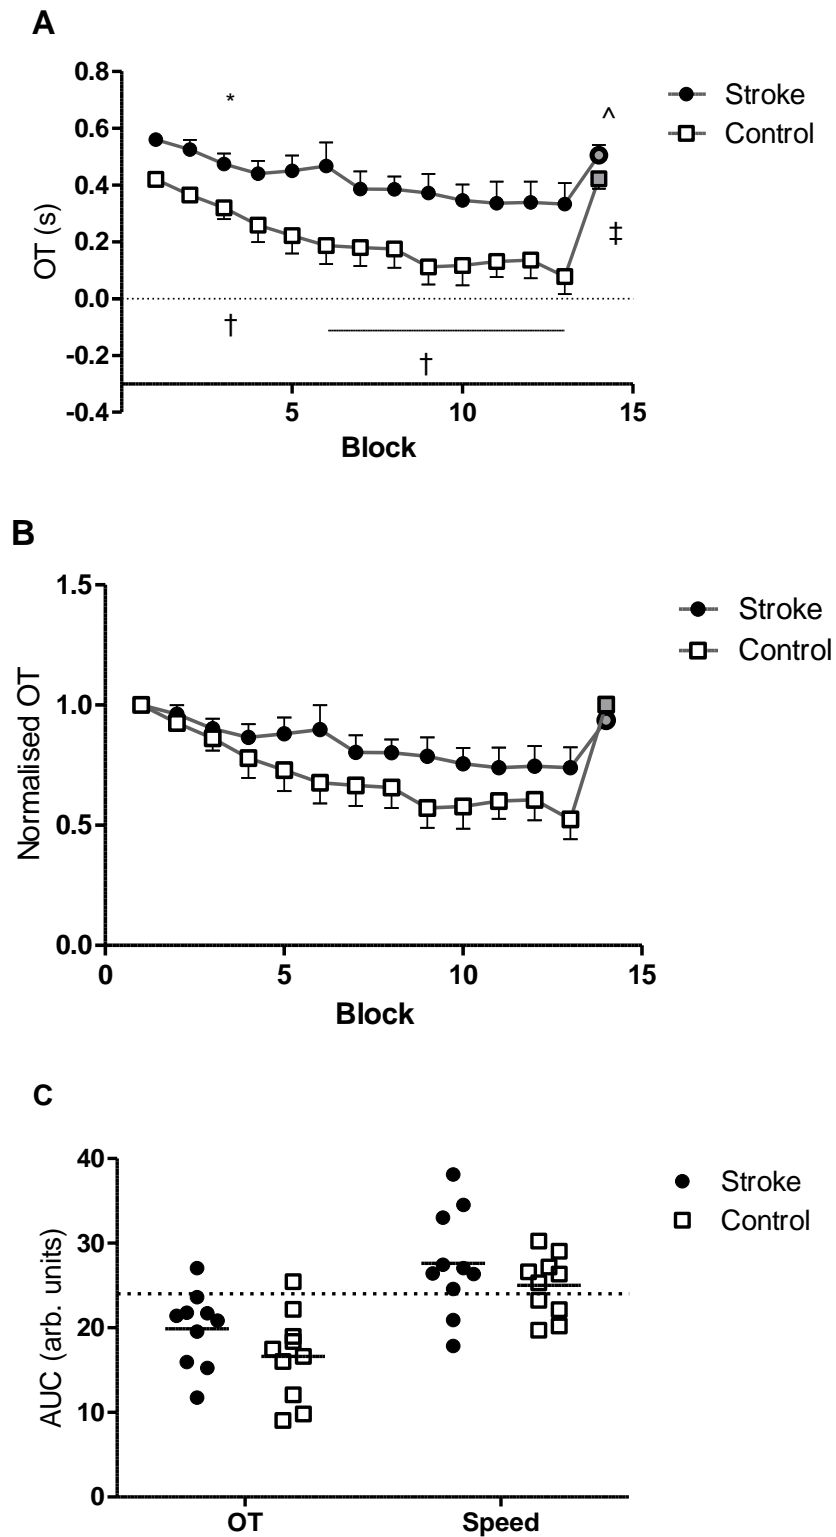 A
0.8
0.6
0.4
0.2
0.0
-0.2
-0.4
OT (s)
*
^
‡
†
†
5
10
15
Block
Stroke
Control
B
1.5
1.0
0.5
0.0
Normalised OT
0
5
10
15
Block
Stroke
Control
C
40
30
20
10
0
AUC (arb. units)
OT
Speed
Stroke
Control